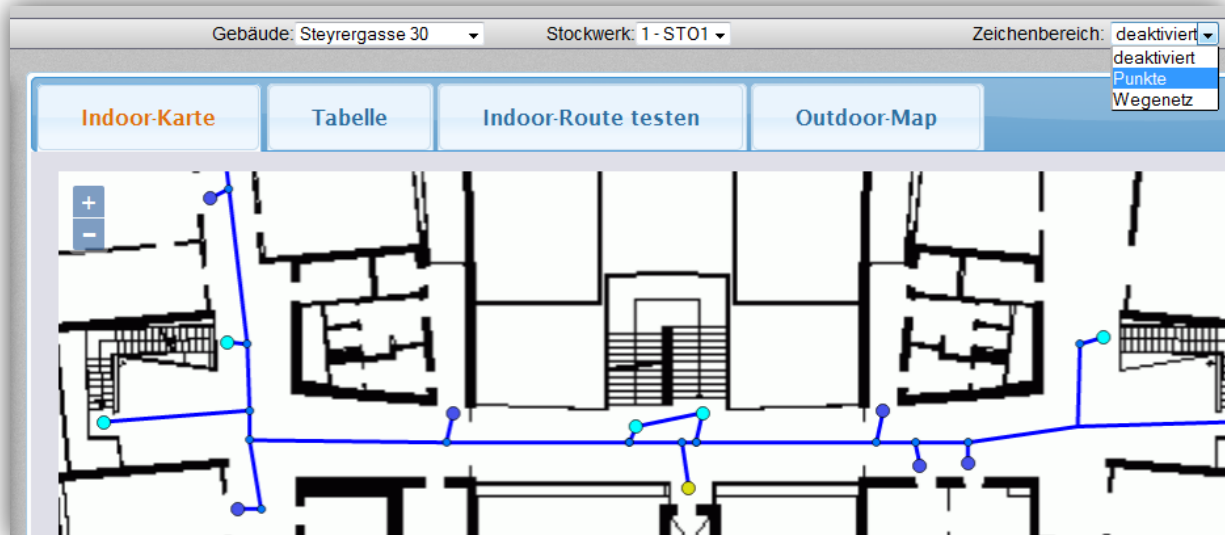 Gebäude: Steyrergasse 30 Stockwerk: 1 - STO1 Zeichenbereich: deaktiviert
deaktiviert
Punkte
Wegenetz
Indoor-Karte Tabelle Indoor-Route testen Outdoor-Map
+
−